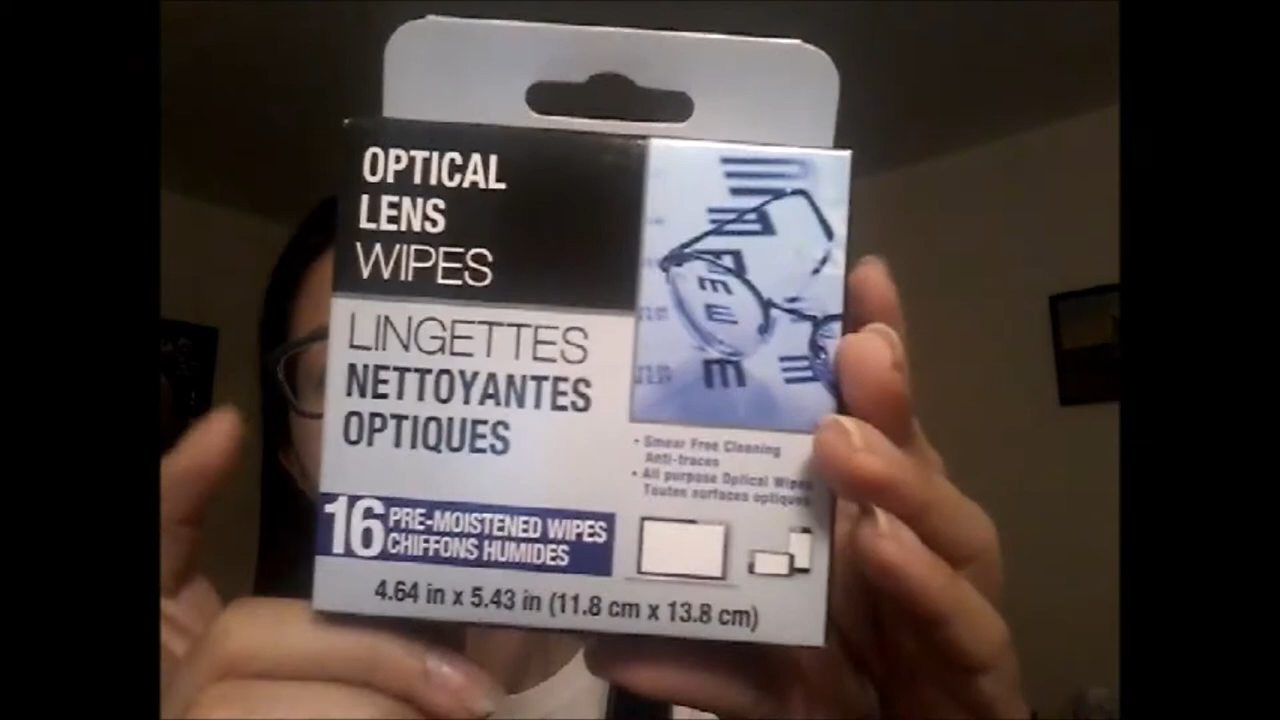 OPTICAL
LENS
WIPES
LINGETTES
NETTOYANTES
OPTIQUES
• Smear Free Cleaning
Anti-traces
• All purpose Optical Wipes
Toutes surfaces optiques
16 PRE-MOISTENED WIPES
CHIFFONS HUMIDES
4.64 in x 5.43 in (11.8 cm x 13.8 cm)